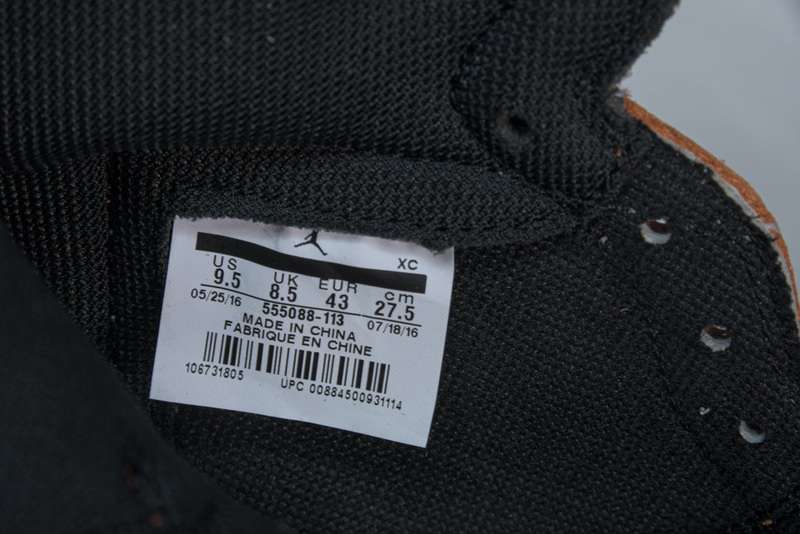 XC
US UK EUR cm
9.5 8.5 43 27.5
05/25/16 555088-113 07/18/16
MADE IN CHINA
FABRIQUE EN CHINE
106731805 UPC 00884500931114